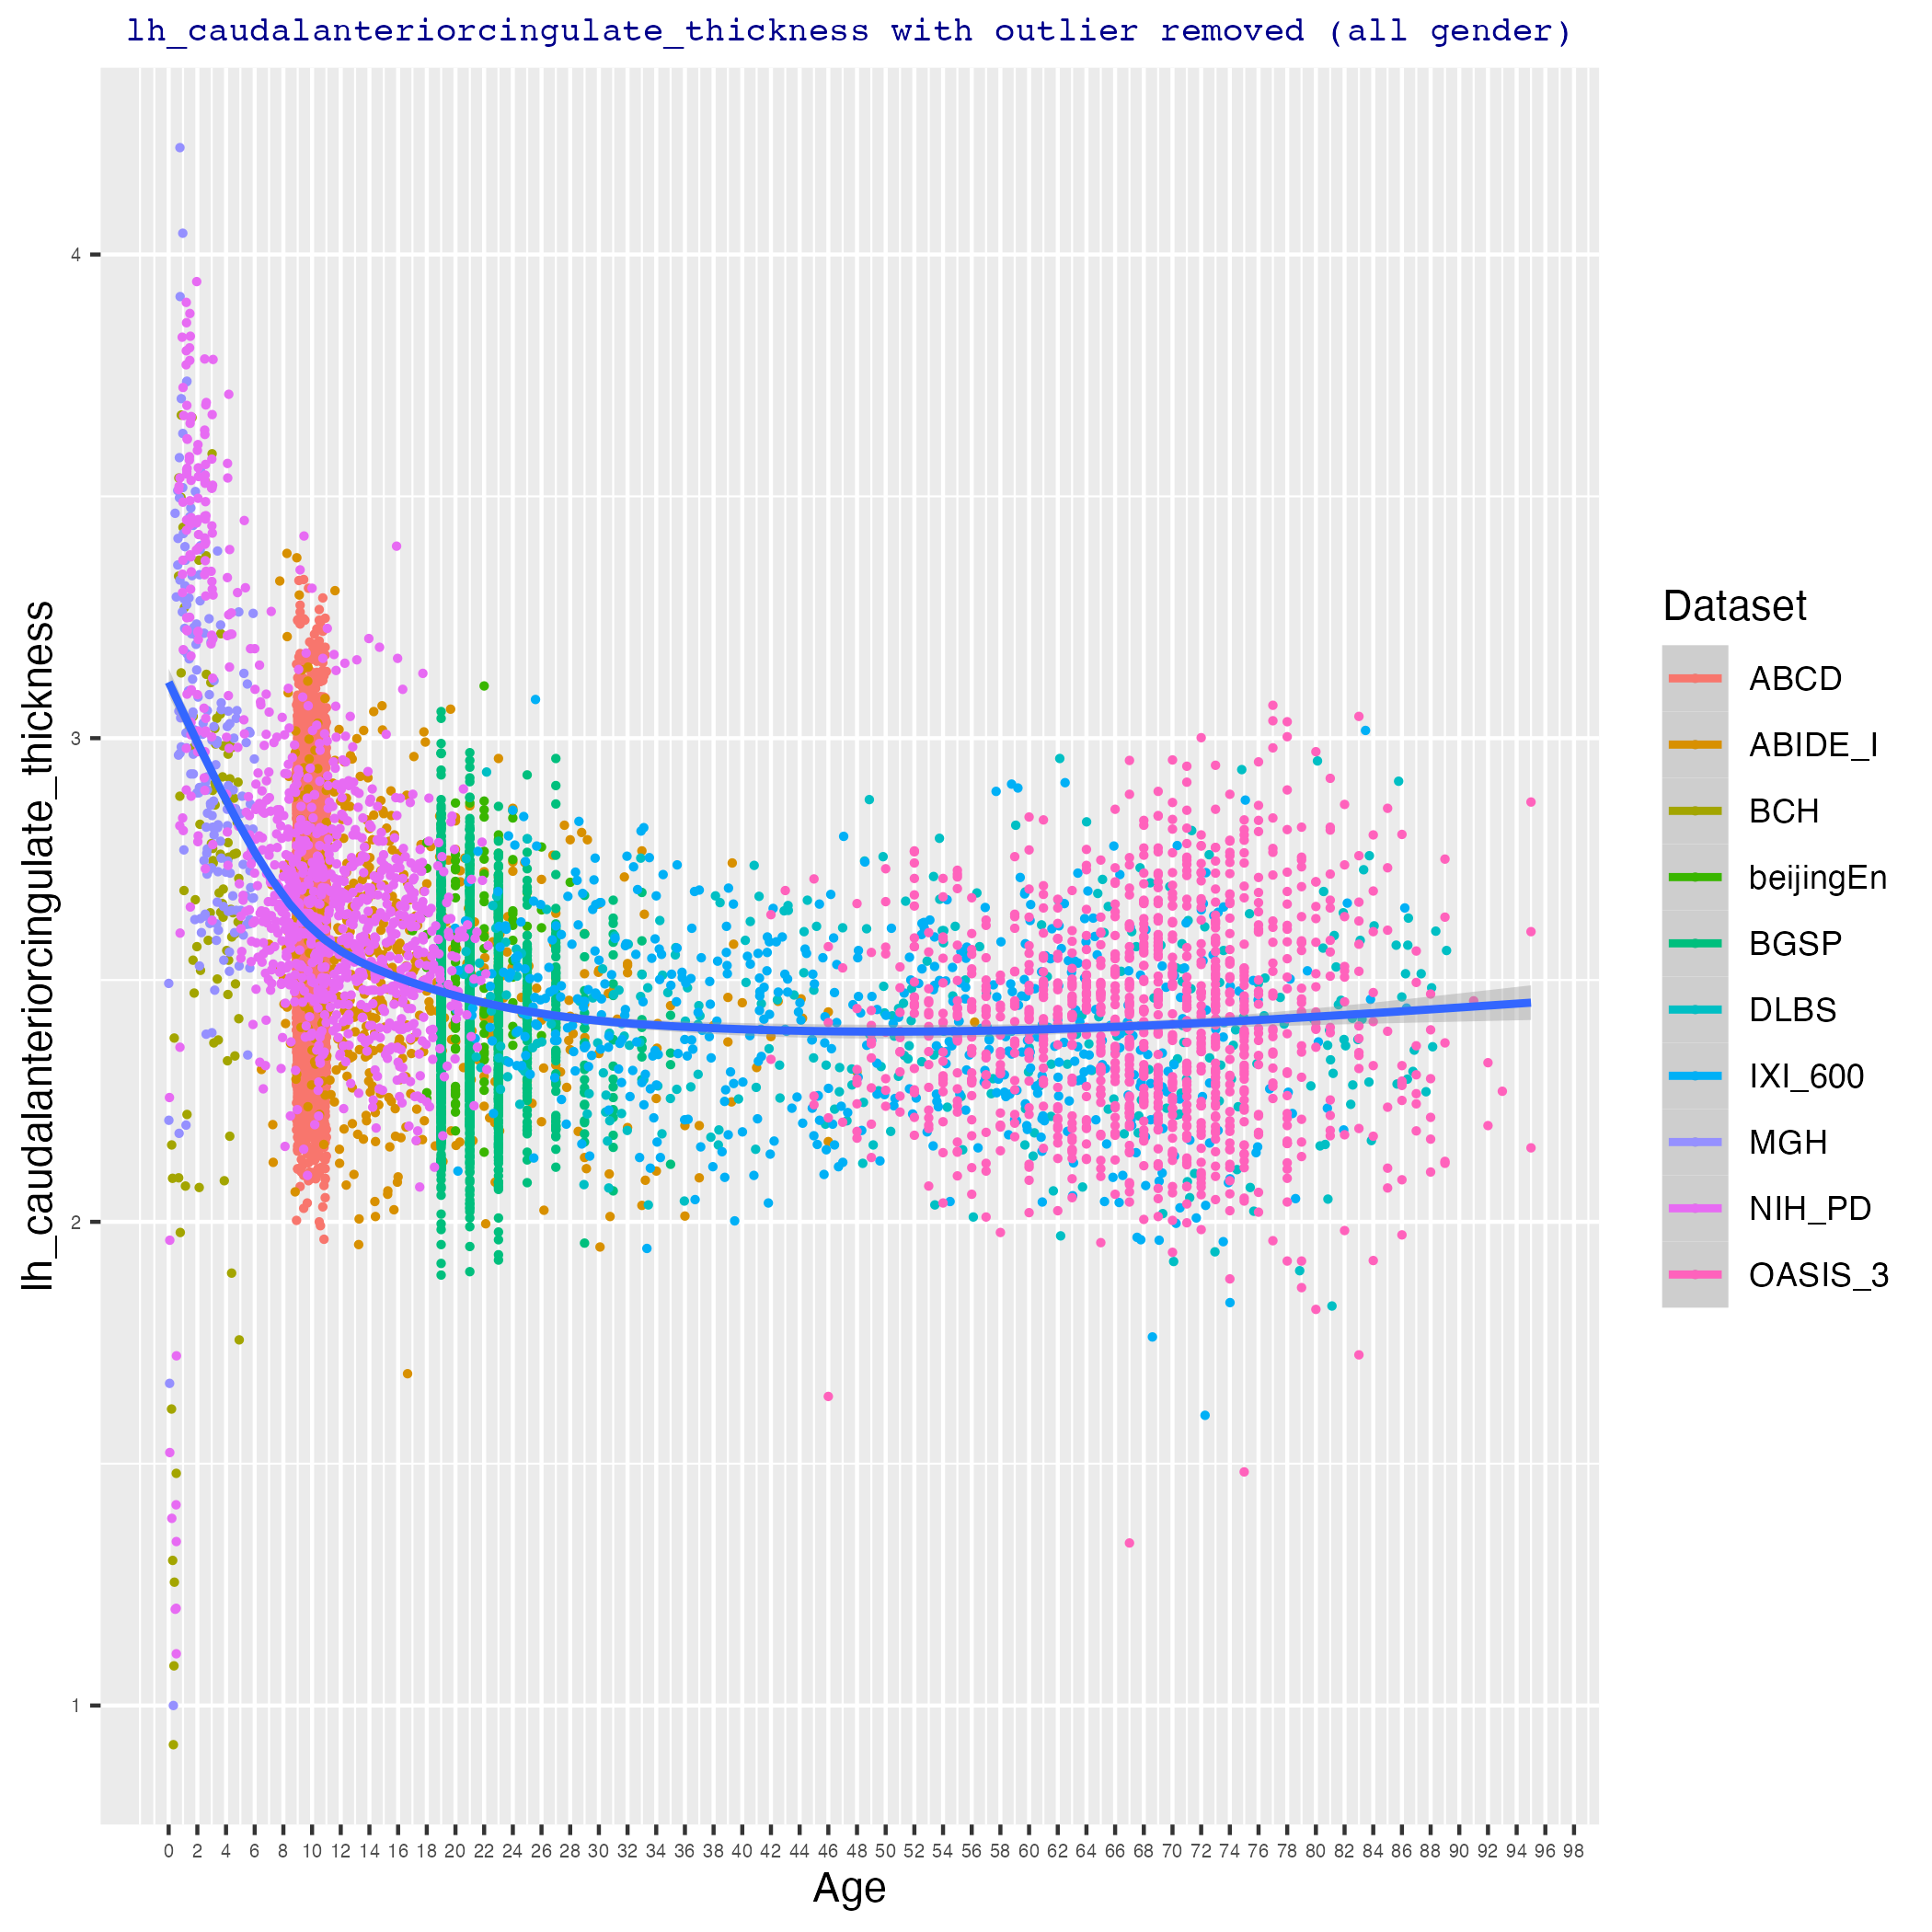 lh_caudalanteriorcingulate_thickness with outlier removed (all gender)
lh_caudalanteriorcingulate_thickness
4
3
2
1
0 2 4 6 8 10 12 14 16 18 20 22 24 26 28 30 32 34 36 38 40 42 44 46 48 50 52 54 56 58 60 62 64 66 68 70 72 74 76 78 80 82 84 86 88 90 92 94 96 98
Age
Dataset
ABCD
ABIDE_I
BCH
beijingEn
BGSP
DLBS
IXI_600
MGH
NIH_PD
OASIS_3